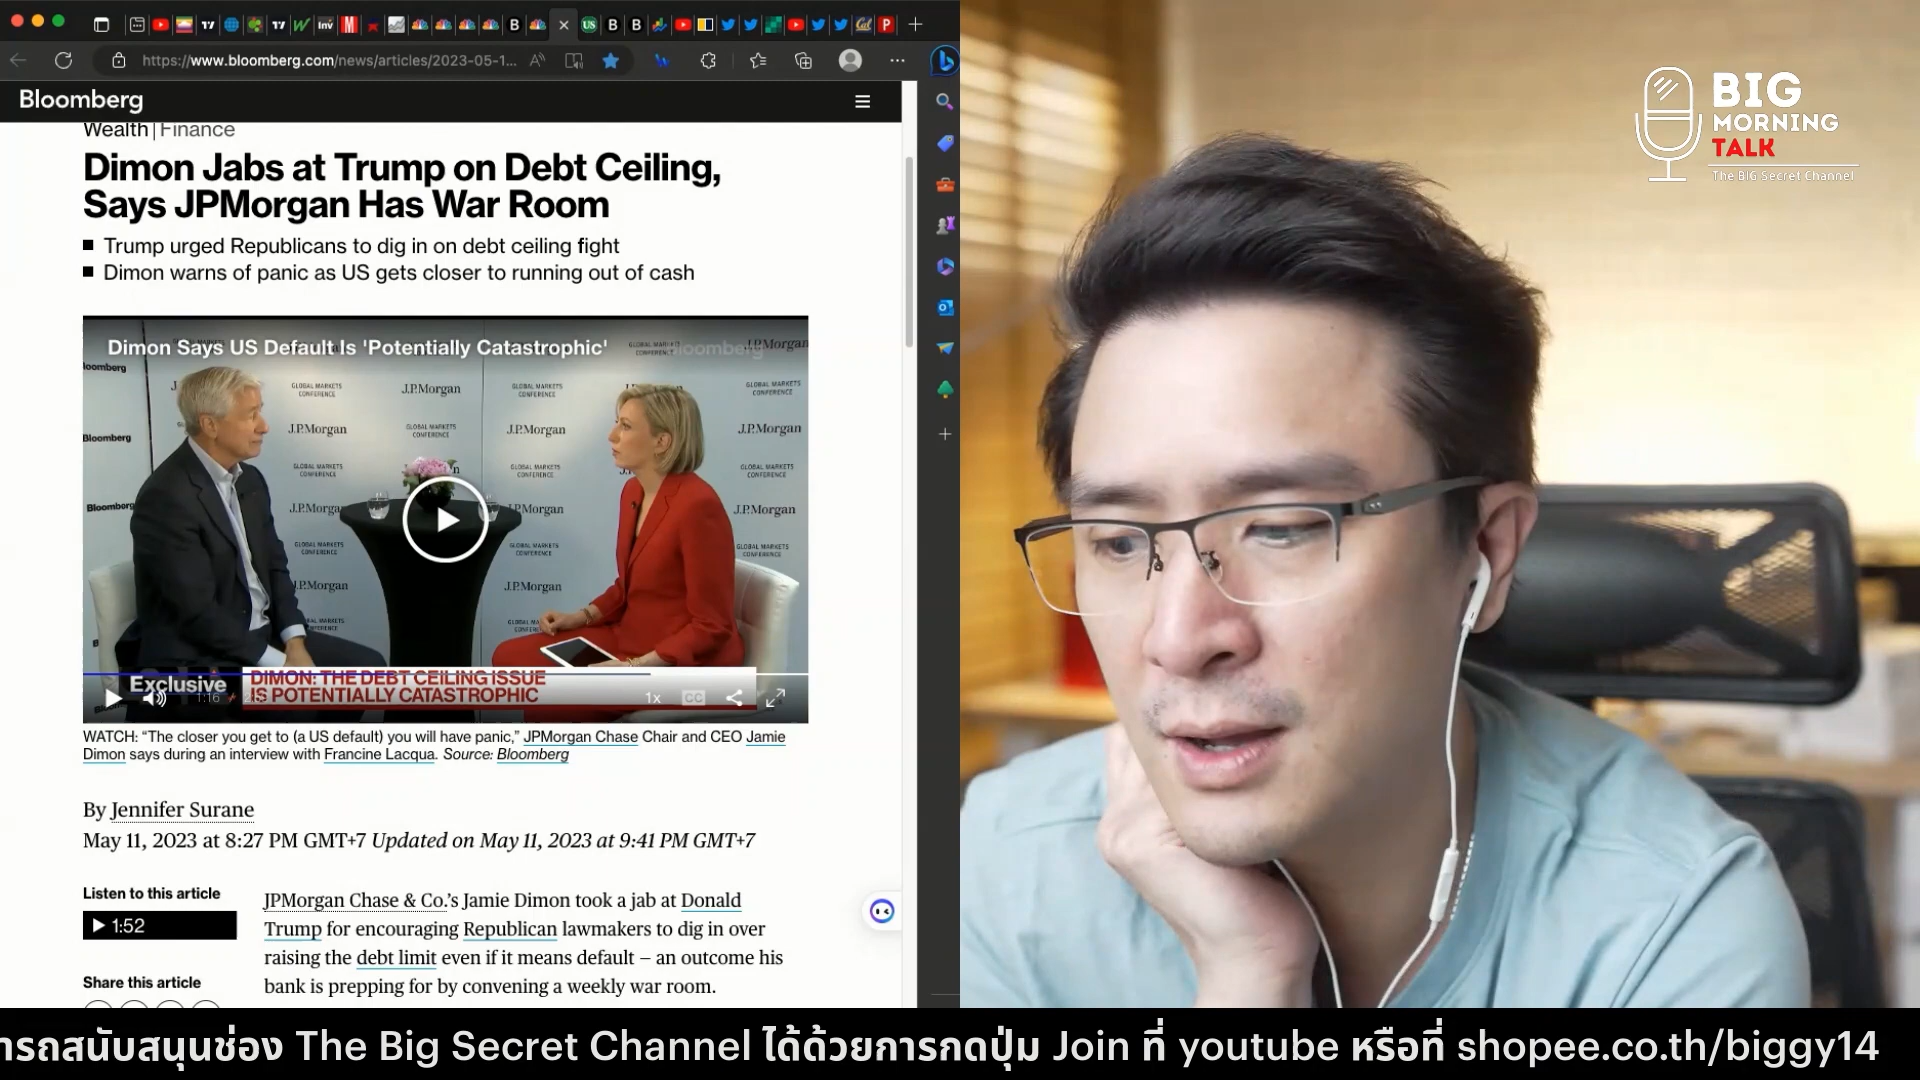 https://www.bloomberg.com/news/articles/2023-05-1...
Bloomberg
Wealth | Finance
Dimon Jabs at Trump on Debt Ceiling,
Says JPMorgan Has War Room
Trump urged Republicans to dig in on debt ceiling fight
Dimon warns of panic as US gets closer to running out of cash
Dimon Says US Default Is 'Potentially Catastrophic'
Bloomberg
J.P.Morgan
GLOBAL MARKETS
CONFERENCE
Exclusive
DIMON: THE DEBT CEILING ISSUE
IS POTENTIALLY CATASTROPHIC
1:16
1x
CC
WATCH: “The closer you get to (a US default) you will have panic,” JPMorgan Chase Chair and CEO Jamie
Dimon says during an interview with Francine Lacqua. Source: Bloomberg
By Jennifer Surane
May 11, 2023 at 8:27 PM GMT+7 Updated on May 11, 2023 at 9:41 PM GMT+7
Listen to this article
1:52
Share this article
JPMorgan Chase & Co.’s Jamie Dimon took a jab at Donald
Trump for encouraging Republican lawmakers to dig in over
raising the debt limit even if it means default – an outcome his
bank is prepping for by convening a weekly war room.
BIG
MORNING
TALK
The BIG Secret Channel
ารถสนับสนุนช่อง The Big Secret Channel ได้ด้วยการกดปุ่ม Join ที่ youtube หรือที่ shopee.co.th/biggy14